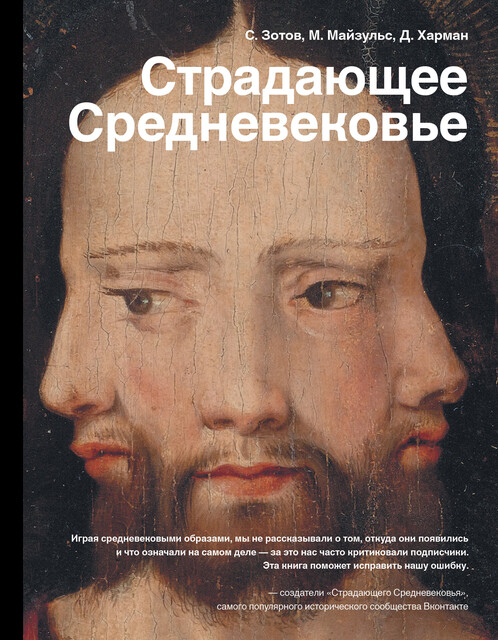 С. Зотов, М. Майзульс, Д. Харман
Страдающее
Средневековье
Играя средневековыми образами, мы не рассказывали о том, откуда они появились
и что означали на самом деле — за это нас часто критиковали подписчики.
Эта книга поможет исправить нашу ошибку.
— создатели «Страдающего Средневековья»,
самого популярного исторического сообщества Вконтакте